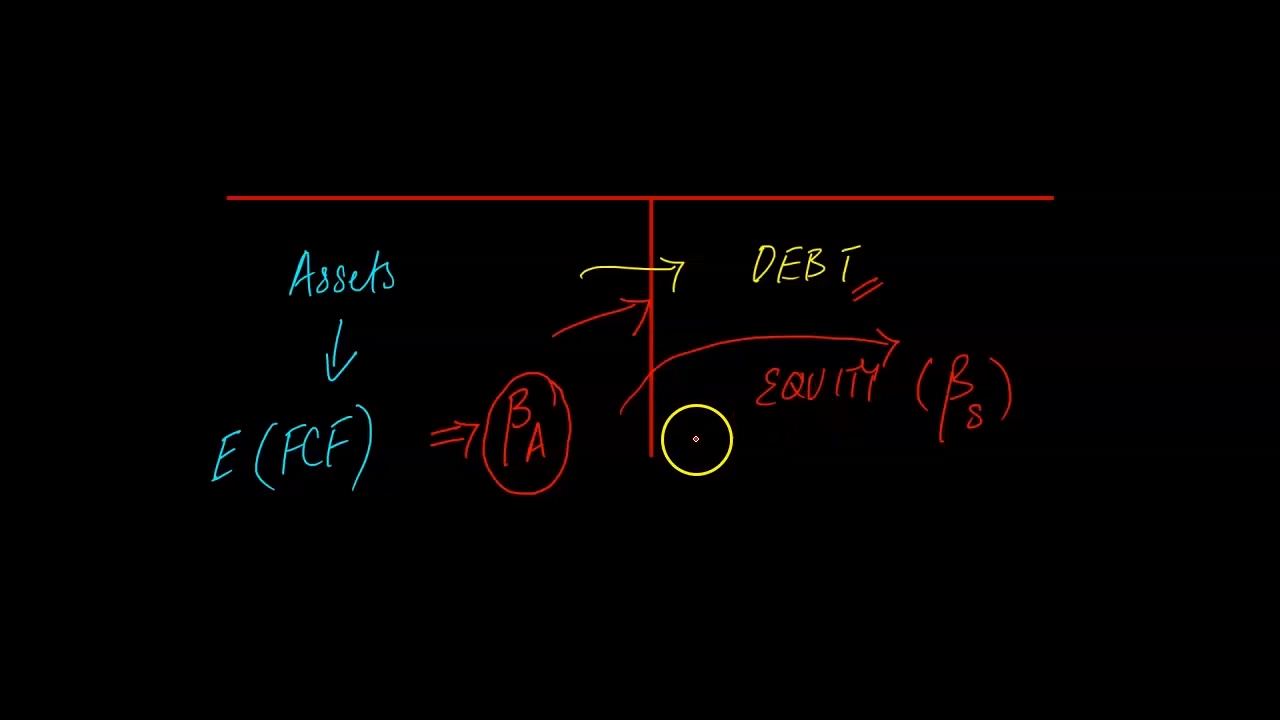 Assets
DEBT
EQUITY (βs)
E(FCF) ⇒ βA